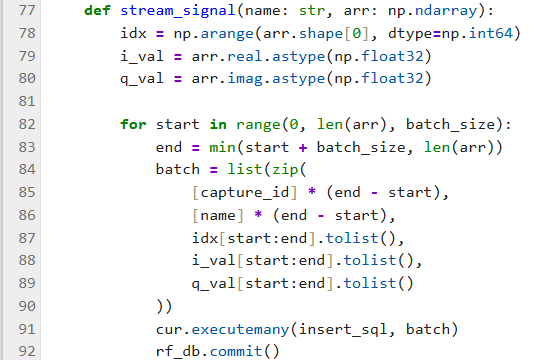 77 def stream_signal(name: str, arr: np.ndarray):
78 idx = np.arange(arr.shape[0], dtype=np.int64)
79 i_val = arr.real.astype(np.float32)
80 q_val = arr.imag.astype(np.float32)
81
82 for start in range(0, len(arr), batch_size):
83 end = min(start + batch_size, len(arr))
84 batch = list(zip(
85 [capture_id] * (end - start),
86 [name] * (end - start),
87 idx[start:end].tolist(),
88 i_val[start:end].tolist(),
89 q_val[start:end].tolist()
90 ))
91 cur.executemany(insert_sql, batch)
92 rf_db.commit()